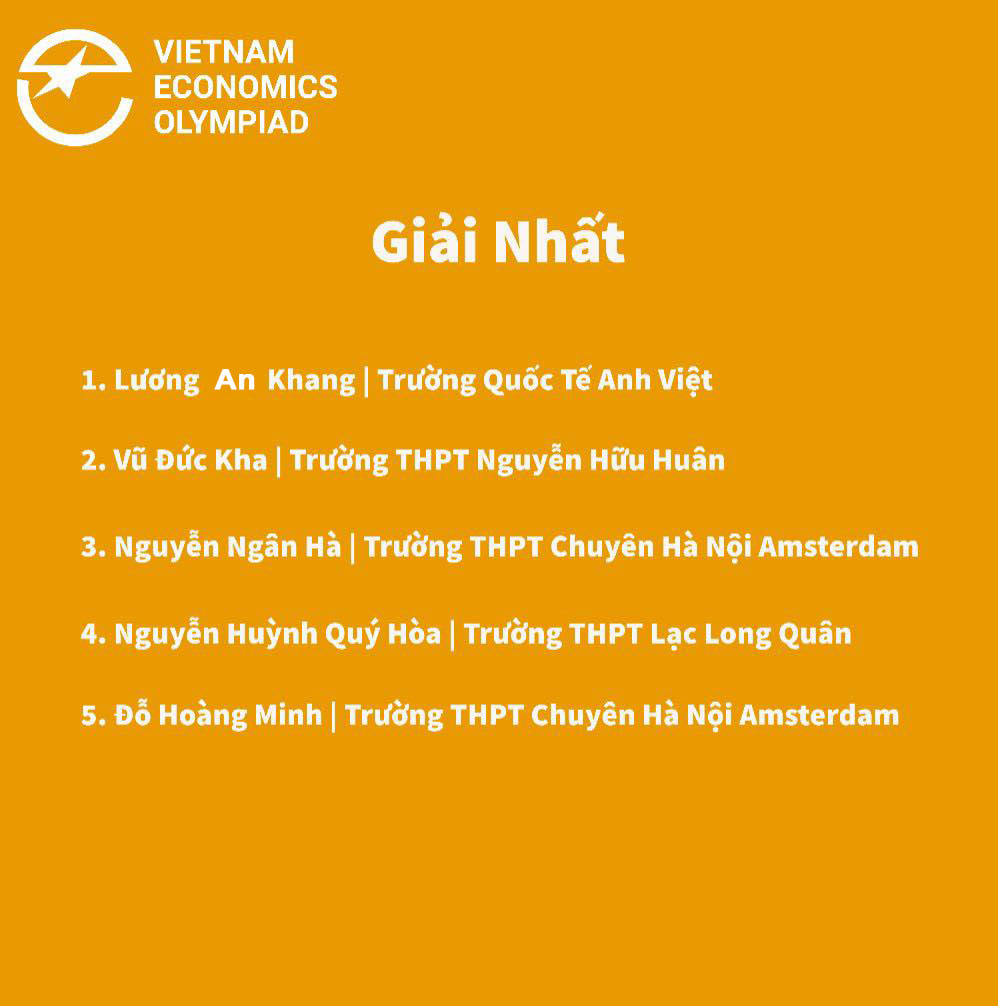 VIETNAM
ECONOMICS
OLYMPIAD
Giải Nhất
1. Lương An Khang | Trường Quốc Tế Anh Việt
2. Vũ Đức Kha | Trường THPT Nguyễn Hữu Huân
3. Nguyễn Ngân Hà | Trường THPT Chuyên Hà Nội Amsterdam
4. Nguyễn Huỳnh Quý Hòa | Trường THPT Lạc Long Quân
5. Đỗ Hoàng Minh | Trường THPT Chuyên Hà Nội Amsterdam